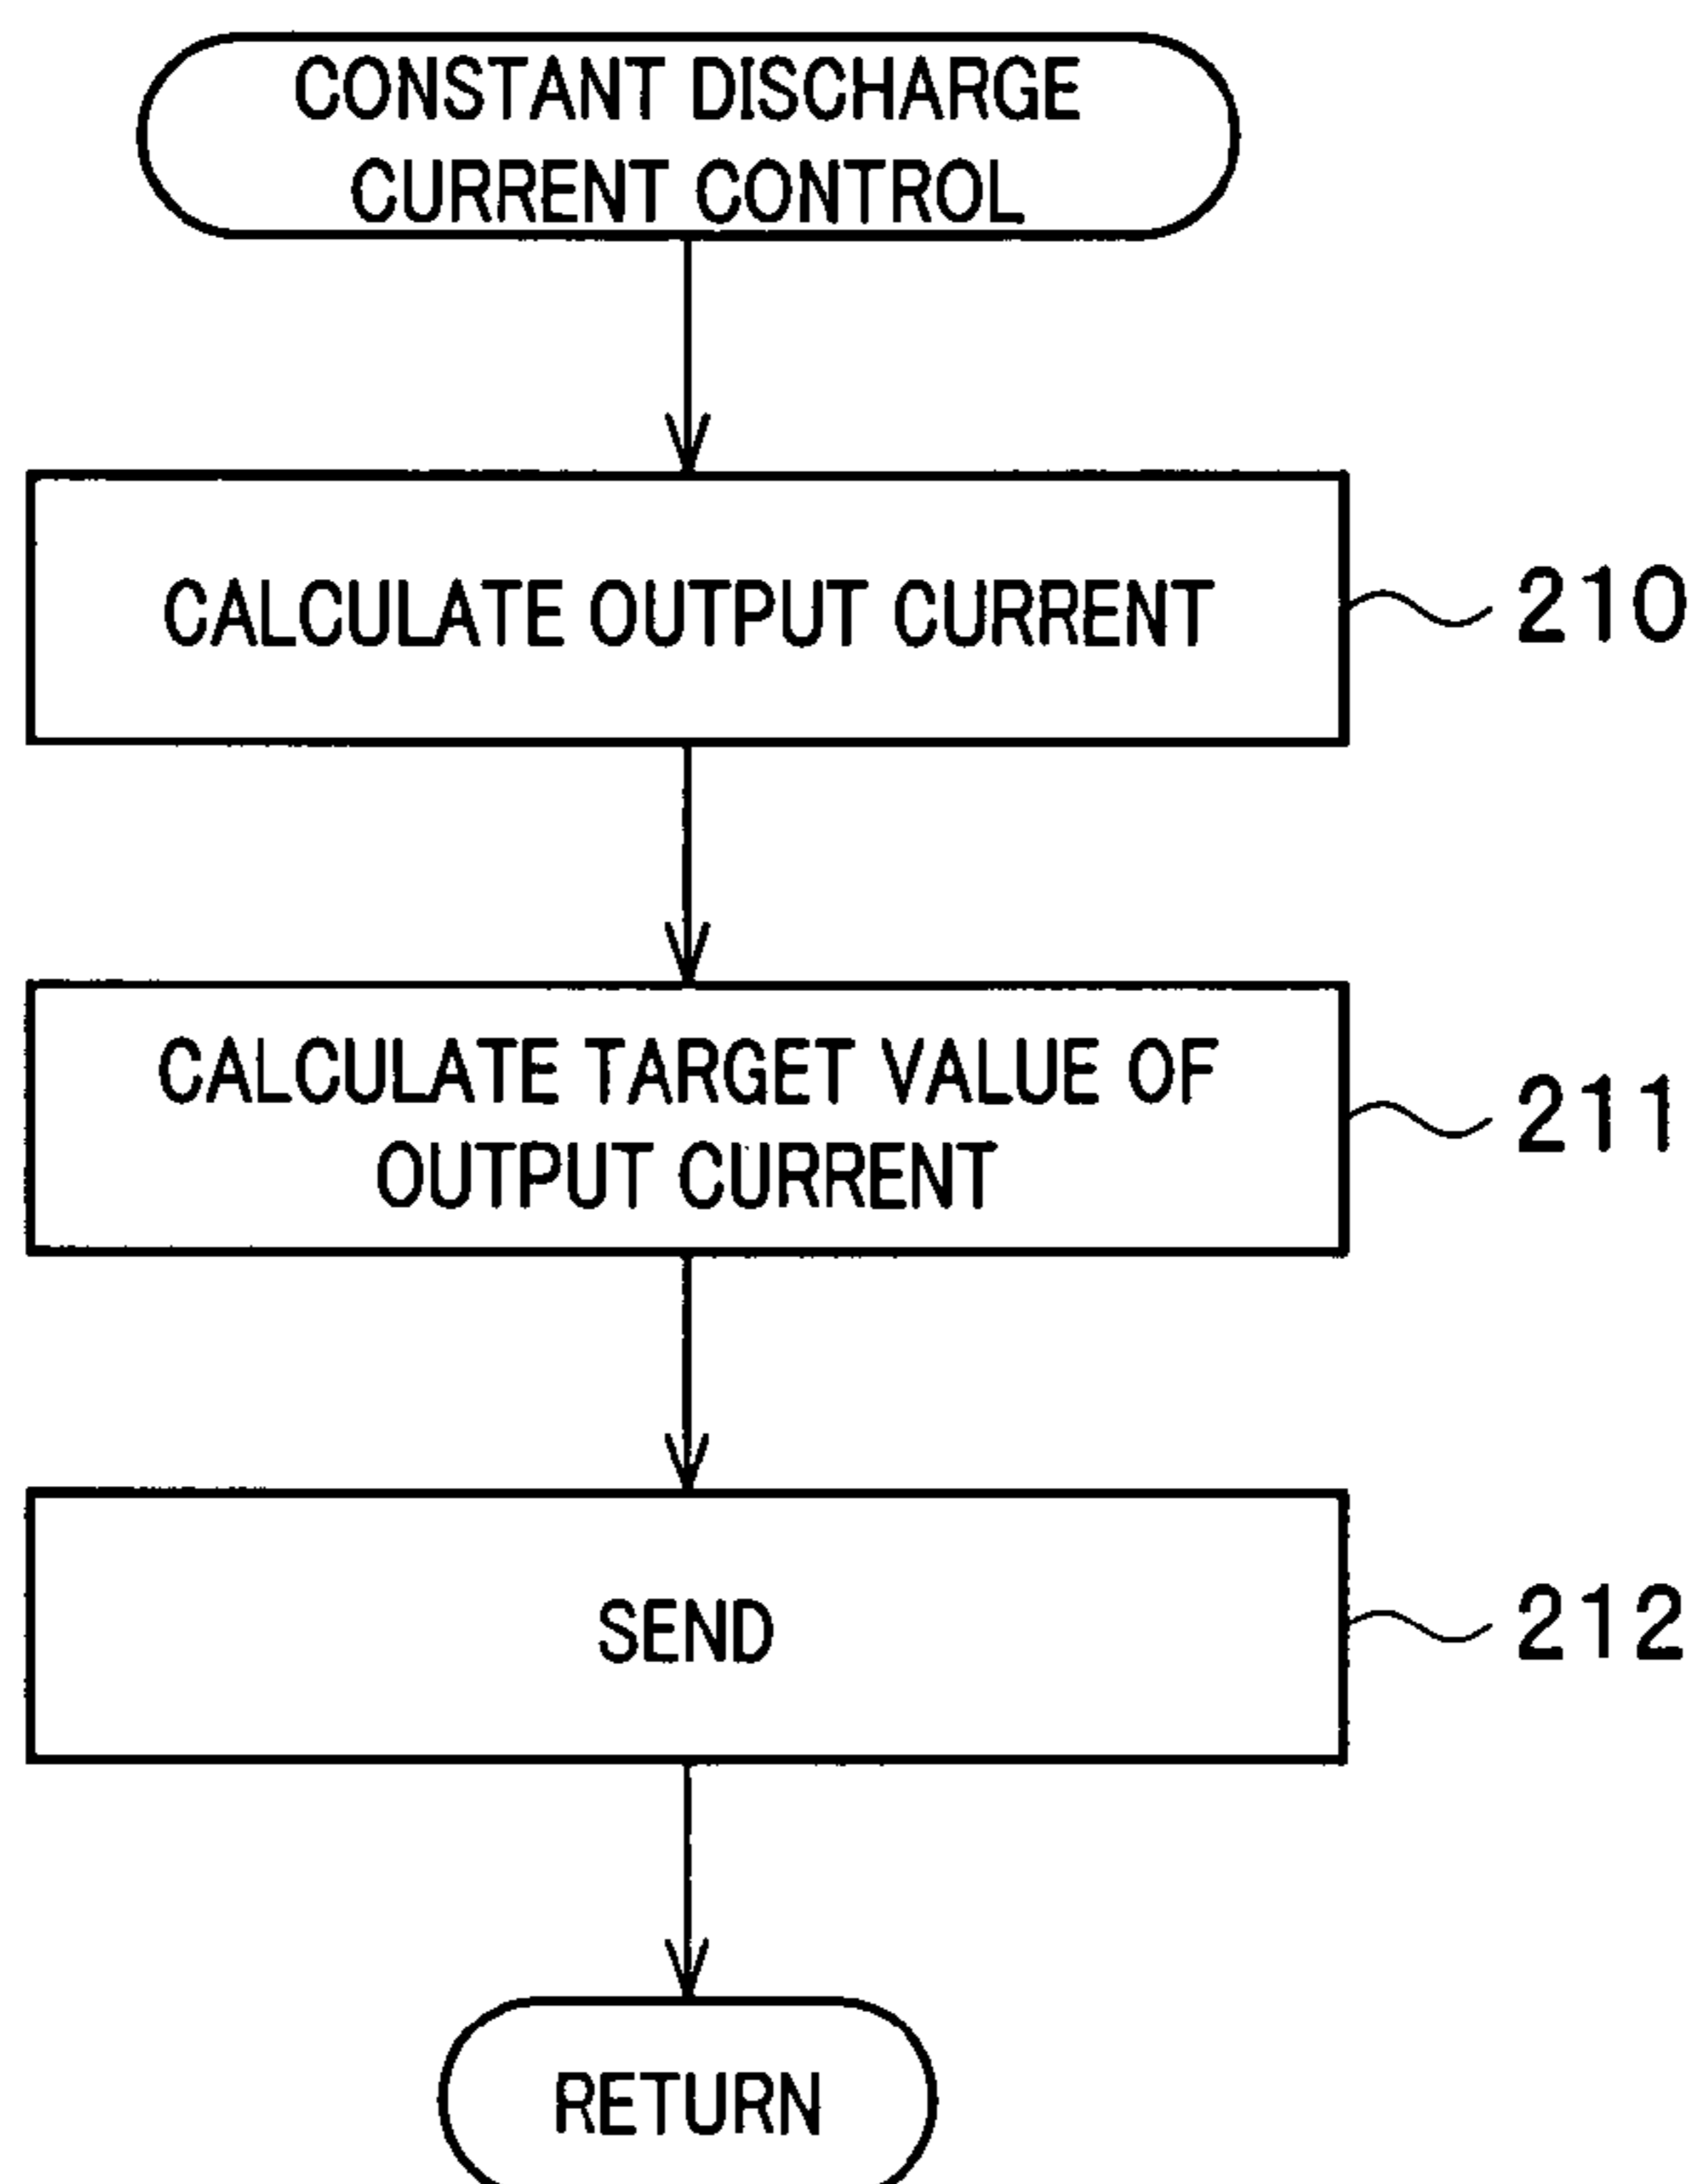 CONSTANT DISCHARGE
CURRENT CONTROL
CALCULATE OUTPUT CURRENT
210
CALCULATE TARGET VALUE OF
OUTPUT CURRENT
211
SEND
212
RETURN